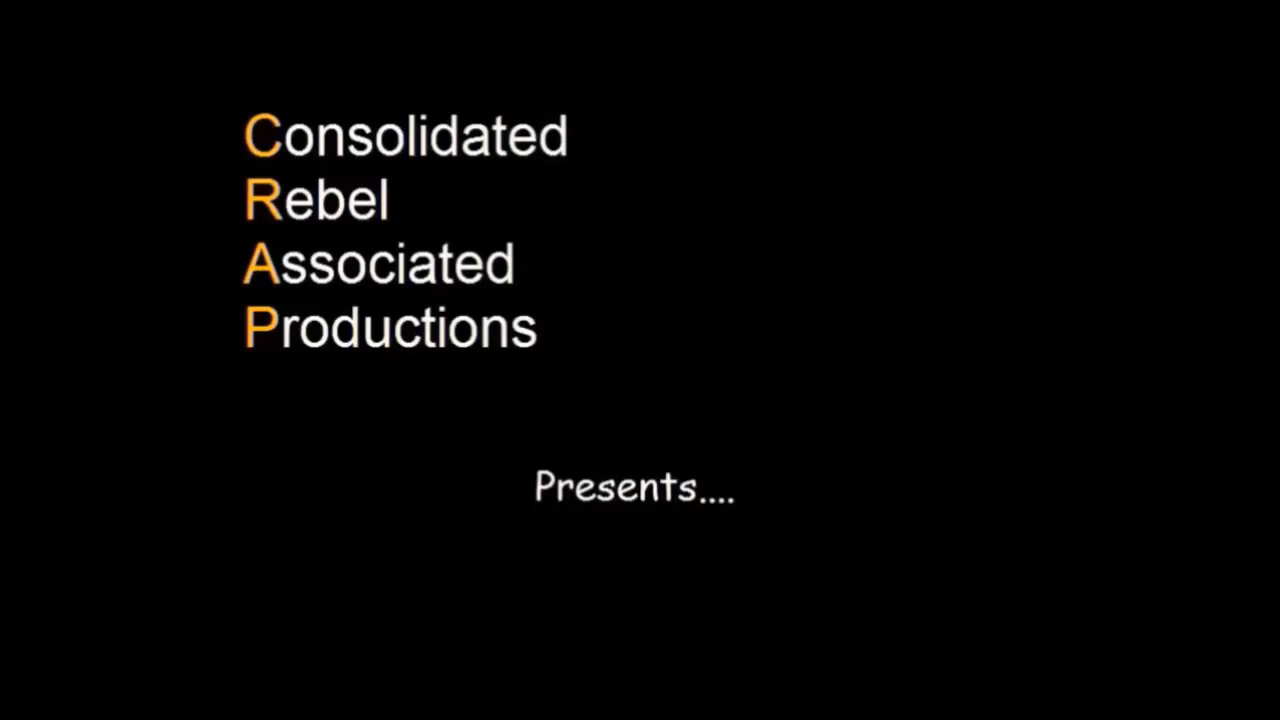 Consolidated
Rebel
Associated
Productions
Presents....